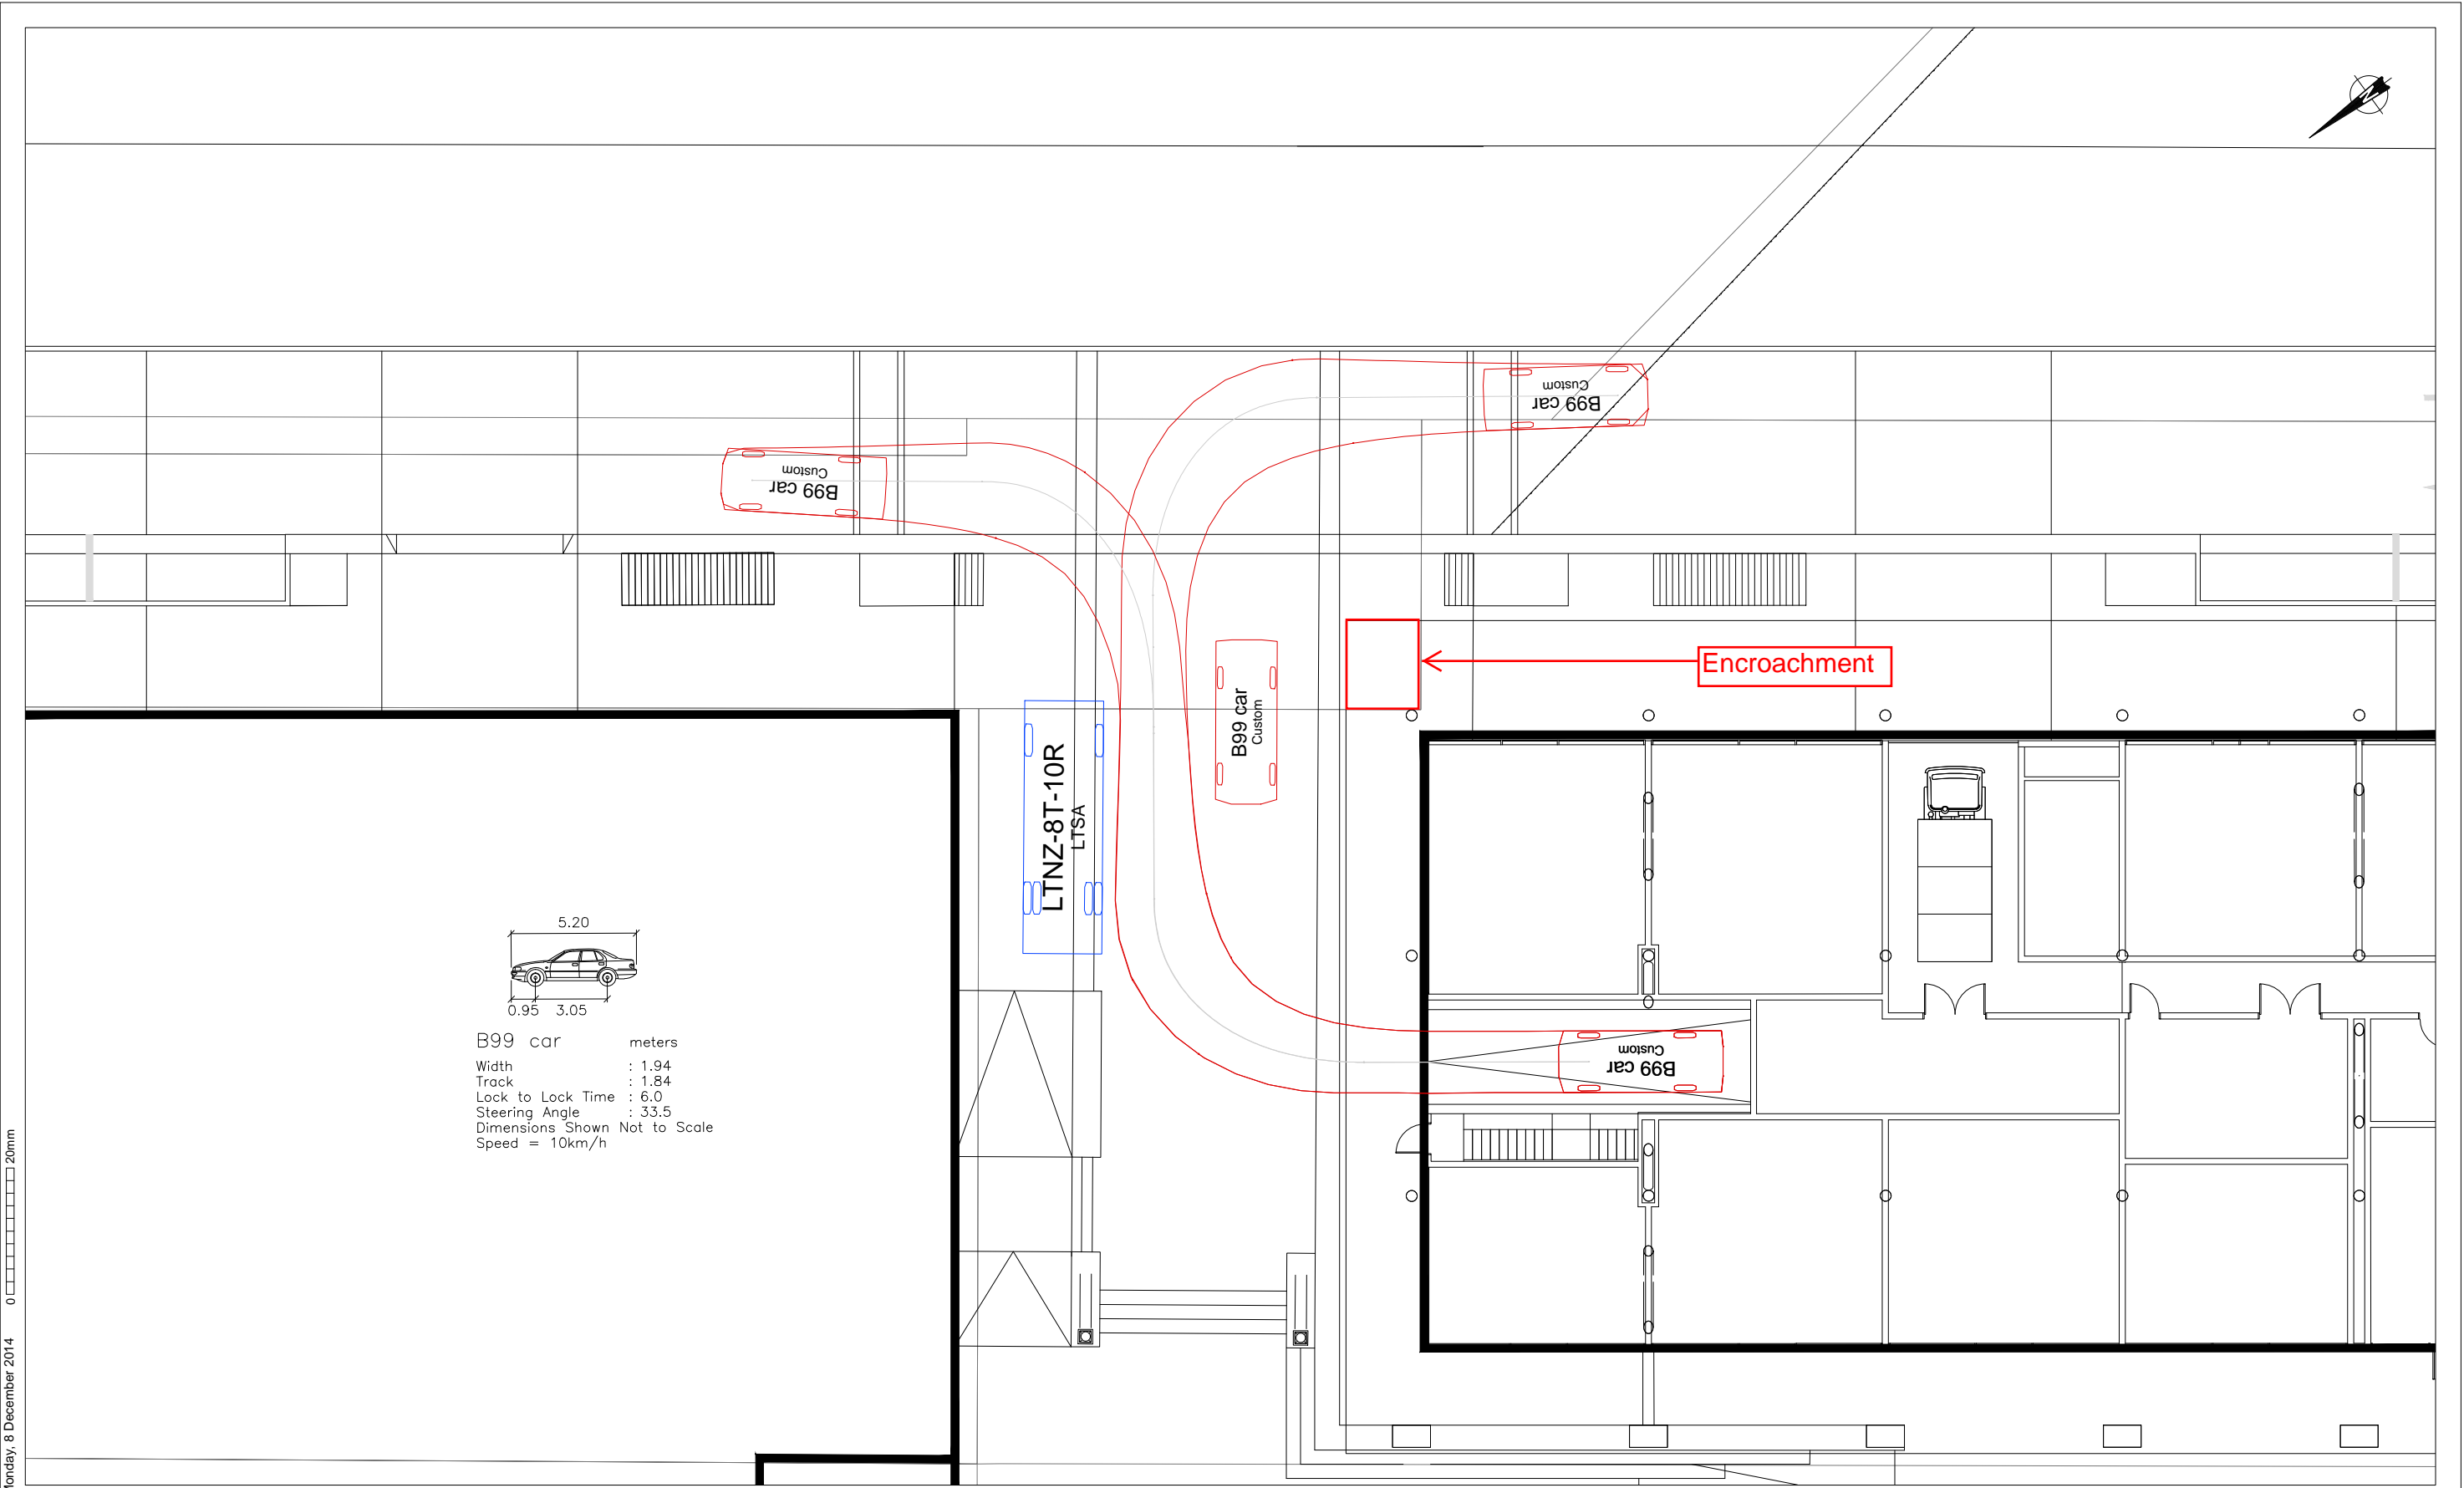 Custom
B99 car
Custom
B99 car
Encroachment
B99 car
Custom
LTNZ-8T-10R
LTSA
5.20
0.95 3.05
B99 car meters
Width : 1.94
Track : 1.84
Lock to Lock Time : 6.0
Steering Angle : 33.5
Dimensions Shown Not to Scale
Speed = 10km/h
Custom
B99 car
0 20mm
Monday, 8 December 2014